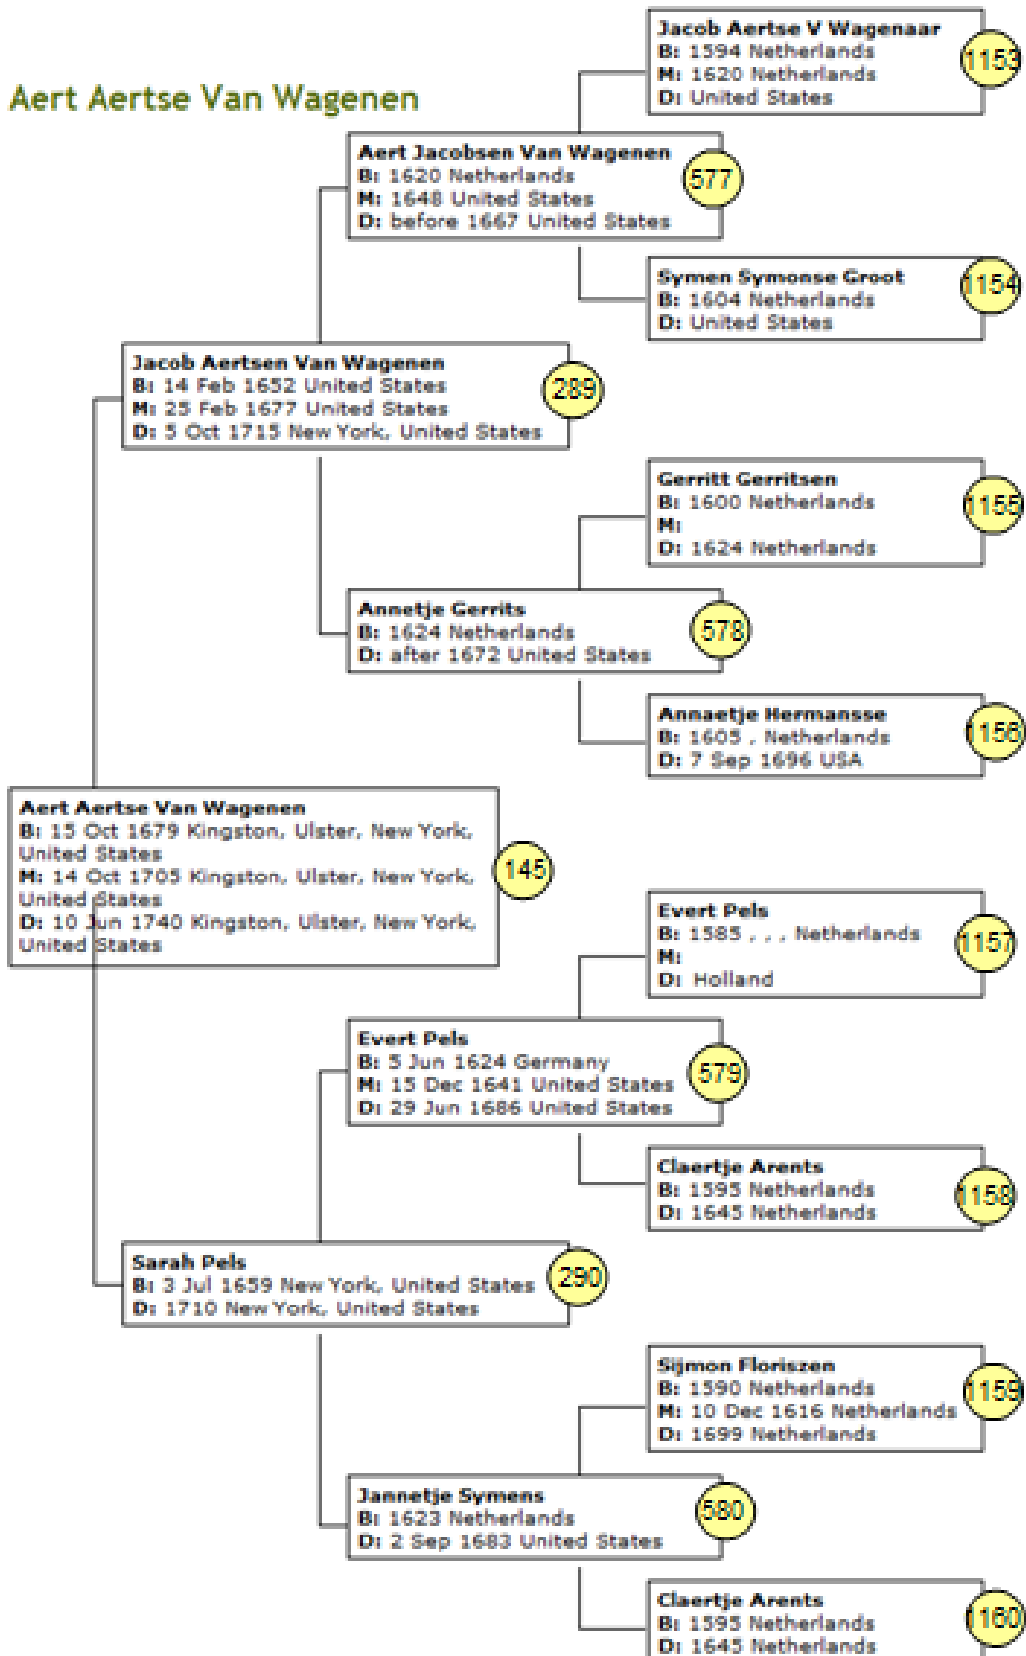 Aert Aertse Van Wagenen
Jacob Aertse V Wagenaar
B: 1594 Netherlands
M: 1620 Netherlands
D: United States
1153
Aert Jacobsen Van Wagenen
B: 1620 Netherlands
M: 1648 United States
D: before 1667 United States
577
Symen Symonse Groot
B: 1604 Netherlands
D: United States
1154
Jacob Aertsen Van Wagenen
B: 14 Feb 1652 United States
M: 25 Feb 1677 United States
D: 5 Oct 1715 New York, United States
289
Gerritt Gerritsen
B: 1600 Netherlands
M:
D: 1624 Netherlands
1155
Annetje Gerrits
B: 1624 Netherlands
D: after 1672 United States
578
Annaetje Hermansse
B: 1605 , Netherlands
D: 7 Sep 1696 USA
1156
Aert Aertse Van Wagenen
B: 15 Oct 1679 Kingston, Ulster, New York,
United States
M: 14 Oct 1705 Kingston, Ulster, New York,
United States
D: 10 Jun 1740 Kingston, Ulster, New York,
United States
145
Evert Pels
B: 1585 , , , Netherlands
M:
D: Holland
1157
Evert Pels
B: 5 Jun 1624 Germany
M: 15 Dec 1641 United States
D: 29 Jun 1686 United States
579
Claertje Arents
B: 1595 Netherlands
D: 1645 Netherlands
1158
Sarah Pels
B: 3 Jul 1659 New York, United States
D: 1710 New York, United States
290
Sijmon Floriszen
B: 1590 Netherlands
M: 10 Dec 1616 Netherlands
D: 1699 Netherlands
1159
Jannetje Symens
B: 1623 Netherlands
D: 2 Sep 1683 United States
580
Claertje Arents
B: 1595 Netherlands
D: 1645 Netherlands
1160